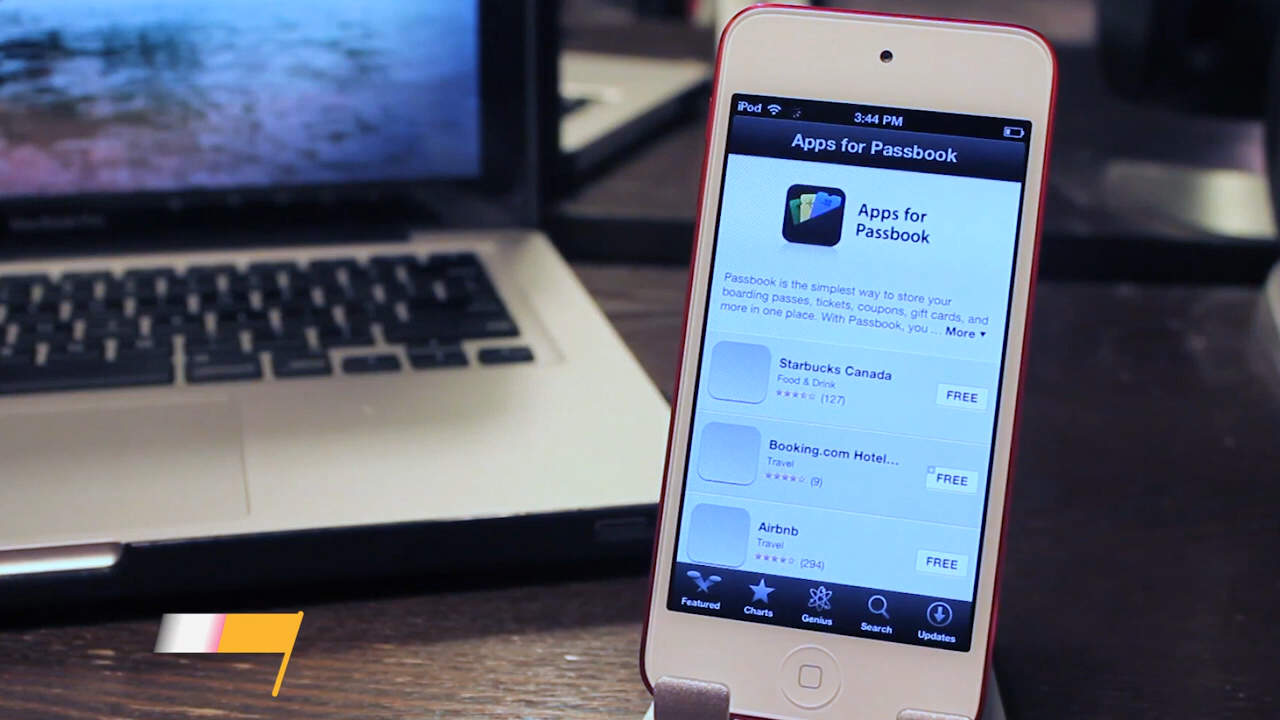 iPod
3:44 PM
Apps for Passbook
Apps for
Passbook
Passbook is the simplest way to store your
boarding passes, tickets, coupons, gift cards, and
more in one place. With Passbook, you ... More ▼
Starbucks Canada
Food & Drink
(127)
FREE
Booking.com Hotel...
Travel
(9)
FREE
Airbnb
Travel
(294)
FREE
Featured
Charts
Genius
Search
Updates